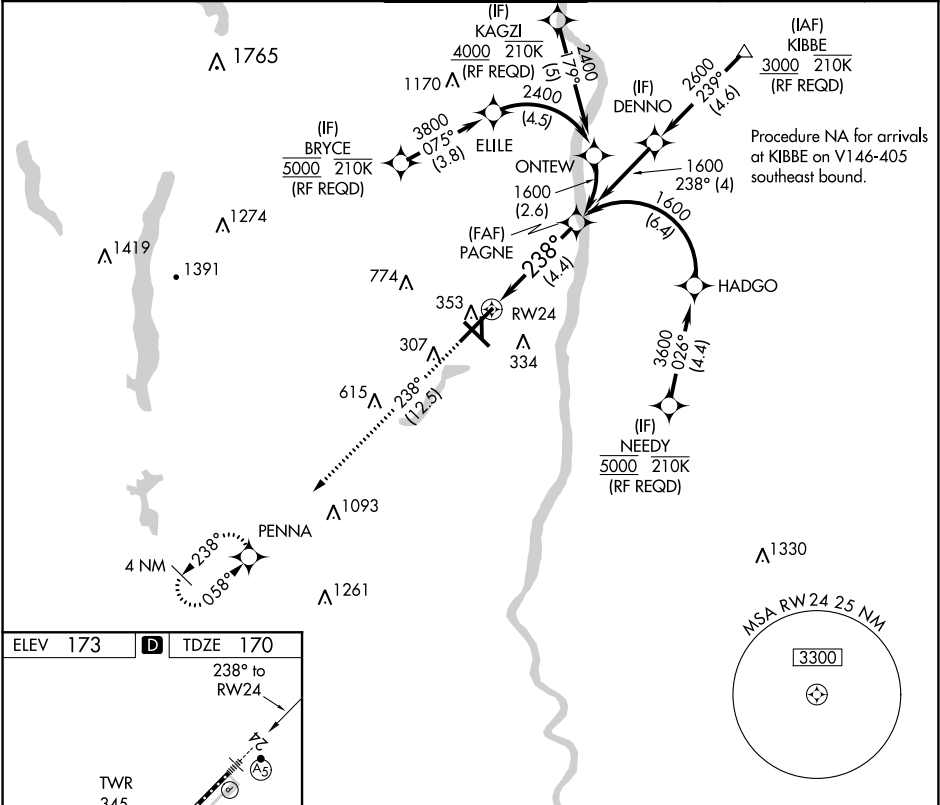 (IF)
KAGZI
4000 210K
(RF REQD)
2400
179°
(5)
(IAF)
KIBBE
3000 210K
(RF REQD)
2600
239°
(4.6)
1765
1170
2400
(4.5)
(IF)
DENNO
(IF)
BRYCE
5000 210K
(RF REQD)
3800
075°
(3.8)
ELILE
Procedure NA for arrivals
at KIBBE on V146-405
southeast bound.
ONTEW
1600
238° (4)
1600
(2.6)
1600
(6.4)
1274
(FAF)
PAGNE
1419
1391
238°
(4.4)
774
HADGO
353
RW24
307
334
3600
026°
(4.4)
615
238°
(12.5)
(IF)
NEEDY
5000 210K
(RF REQD)
1093
PENNA
4 NM
238°
058°
1330
1261
MSA RW24 25 NM
3300
ELEV 173 D TDZE 170
238° to
RW24
24
A5
P
TWR
345